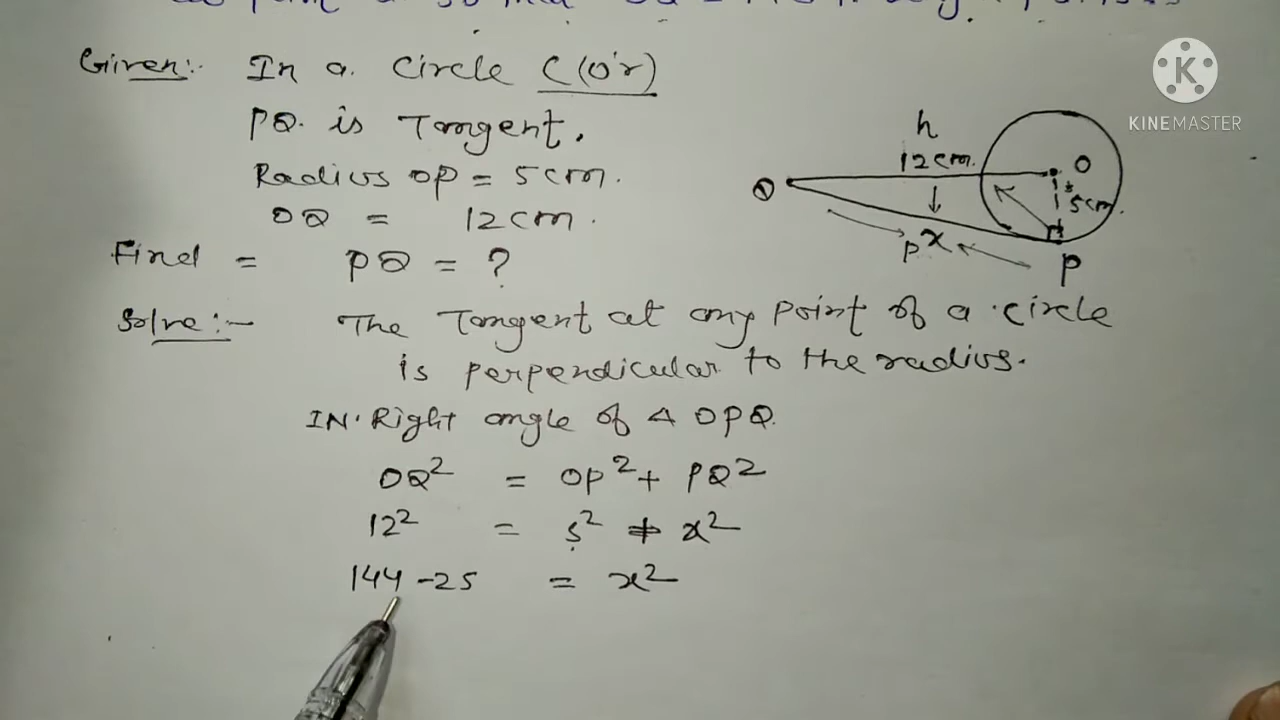 Given:- In a circle C(O'r)
PQ. is Tangent.
Radius OP = 5cm.
OQ = 12cm.
Find = PQ = ?
Solve:- The Tangent at any point of a circle
is perpendicular to the radius.
IN. Right angle of Δ OPQ.
OQ² = OP² + PQ²
12² = 5² + x²
144 - 25 = x²
K
KINEMASTER
h
12cm.
O
5cm.
Q
P x
P